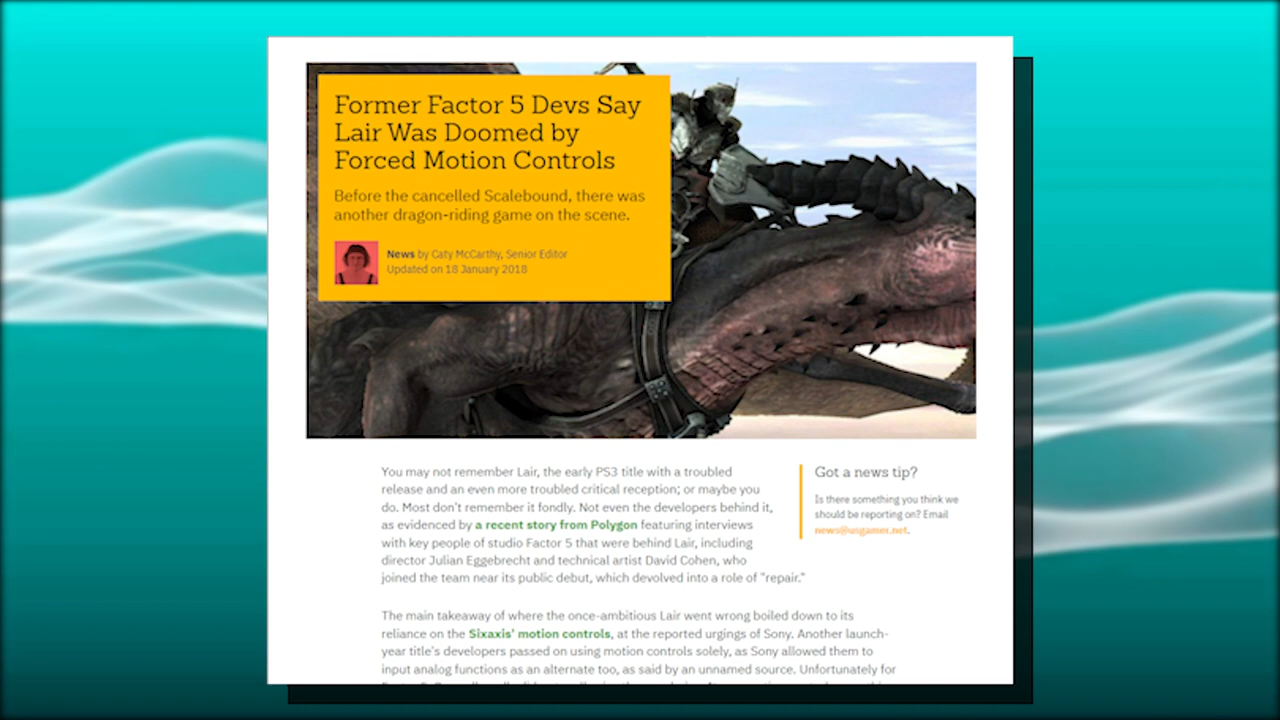 Former Factor 5 Devs Say
Lair Was Doomed by
Forced Motion Controls
Before the cancelled Scalebound, there was
another dragon-riding game on the scene.
News by Caty McCarthy, Senior Editor
Updated on 18 January 2018
You may not remember Lair, the early PS3 title with a troubled
release and an even more troubled critical reception; or maybe you
do. Most don't remember it fondly. Not even the developers behind it,
as evidenced by a recent story from Polygon featuring interviews
with key people of studio Factor 5 that were behind Lair, including
director Julian Eggebrecht and technical artist David Cohen, who
joined the team near its public debut, which devolved into a role of "repair."
Got a news tip?
Is there something you think we
should be reporting on? Email
news@usgamer.net.
The main takeaway of where the once-ambitious Lair went wrong boiled down to its
reliance on the Sixaxis' motion controls, at the reported urgings of Sony. Another launch-
year title's developers passed on using motion controls solely, as Sony allowed them to
input analog functions as an alternate too, as said by an unnamed source. Unfortunately for